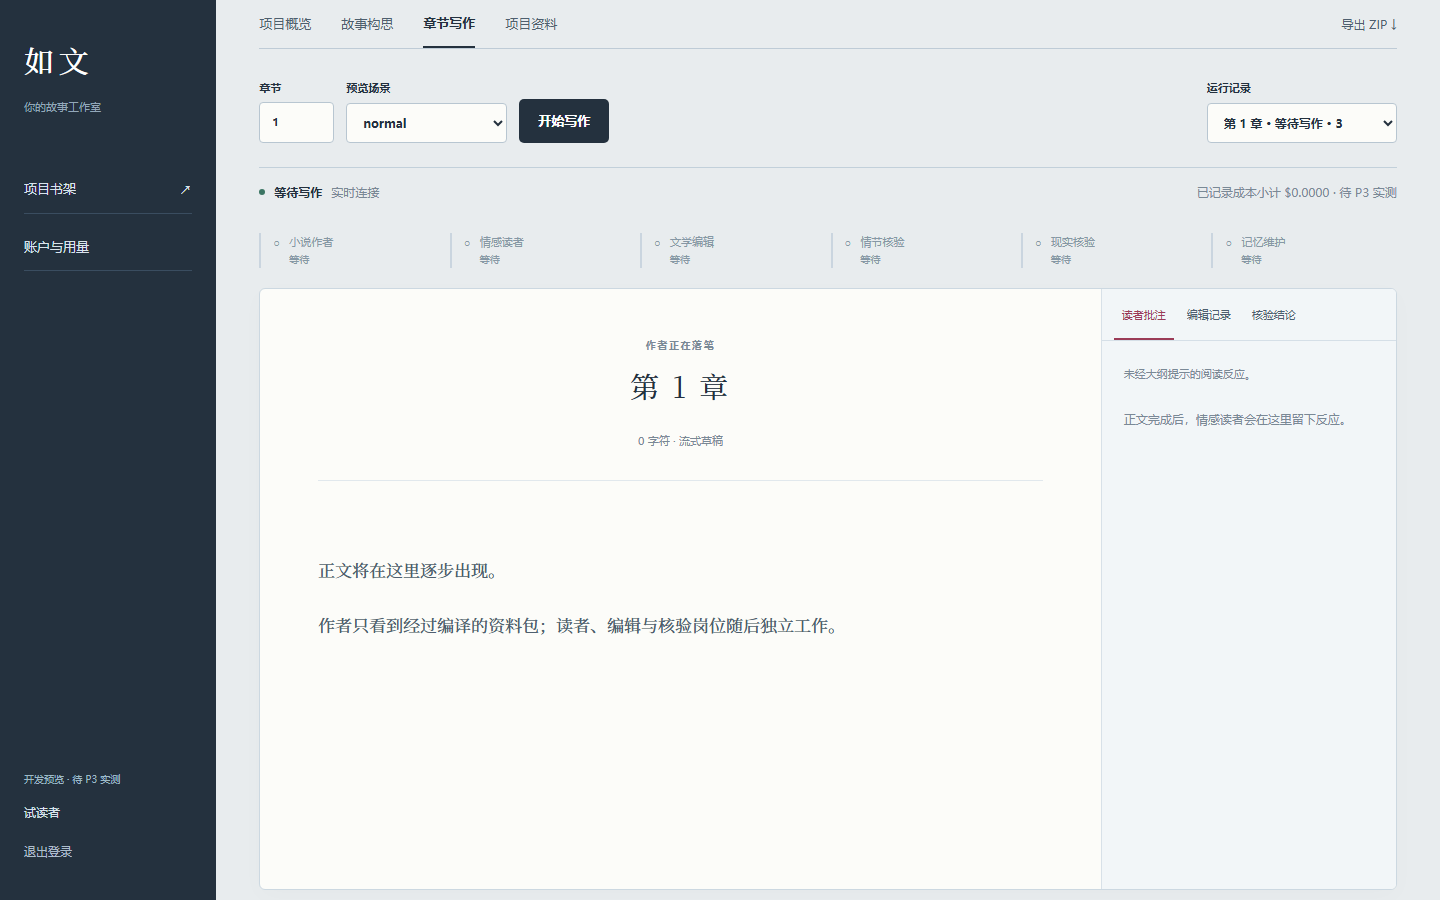 如文
你的故事工作室
项目书架 ↗
账户与用量
开发预览 · 待 P3 实测
试读者
退出登录
项目概览 故事构思 章节写作 项目资料 导出 ZIP ↓
章节 预览场景 运行记录
1 normal 开始写作 第 1 章 · 等待写作 · 3
等待写作 实时连接 已记录成本小计 $0.0000 · 待 P3 实测
小说作者 情感读者 文学编辑 情节核验 现实核验 记忆维护
等待 等待 等待 等待 等待 等待
作者正在落笔
第 1 章
0 字符 · 流式草稿
正文将在这里逐步出现。
作者只看到经过编译的资料包；读者、编辑与核验岗位随后独立工作。
读者批注 编辑记录 核验结论
未经大纲提示的阅读反应。
正文完成后，情感读者会在这里留下反应。